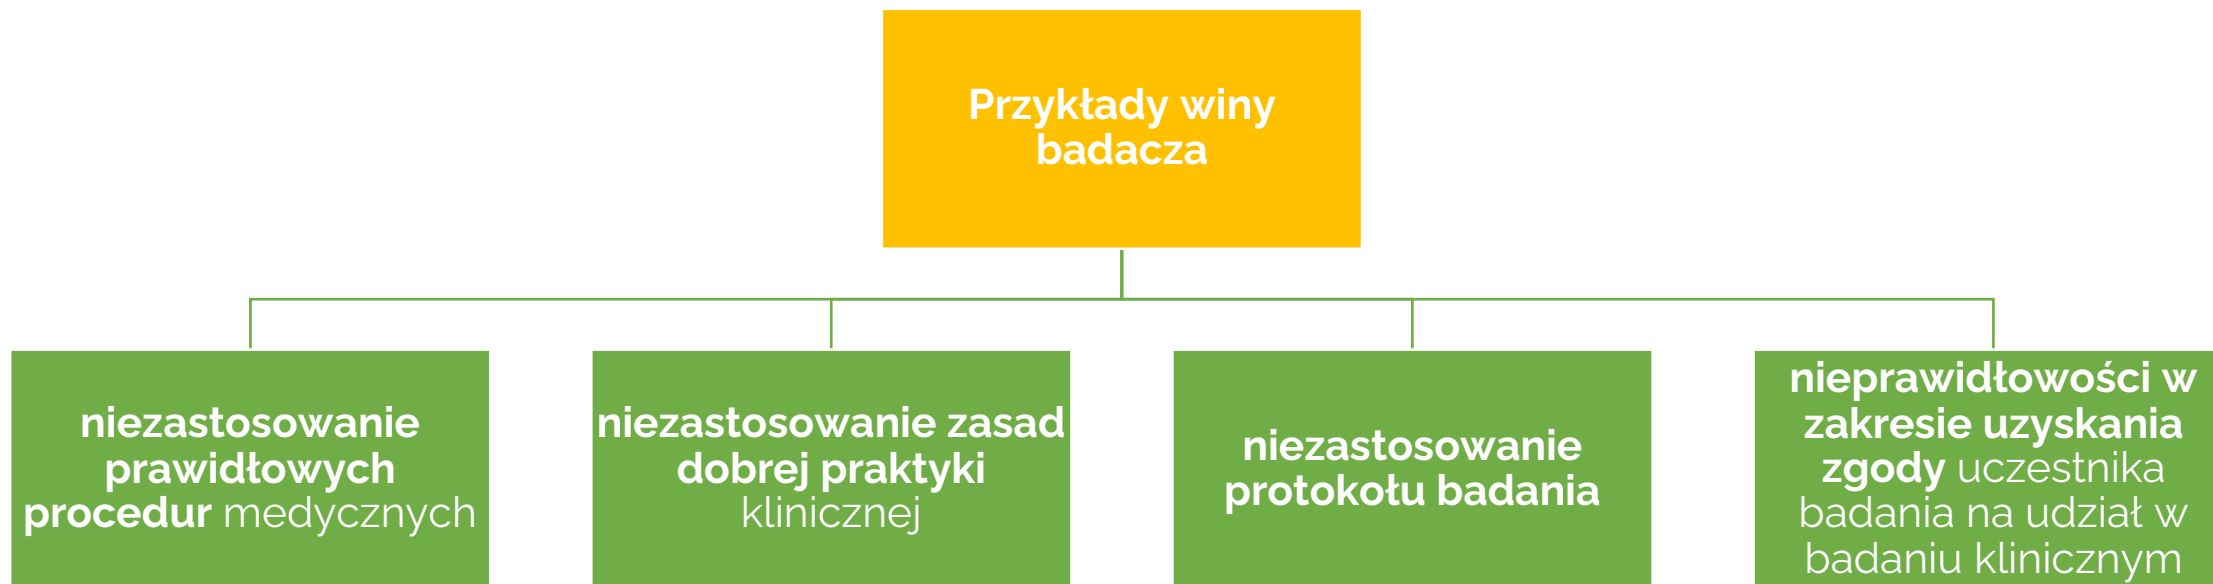 Przykłady winy
badacza
niezastosowanie
prawidłowych
procedur medycznych
niezastosowanie zasad
dobrej praktyki
klinicznej
niezastosowanie
protokołu badania
nieprawidłowości w
zakresie uzyskania
zgody uczestnika
badania na udział w
badaniu klinicznym